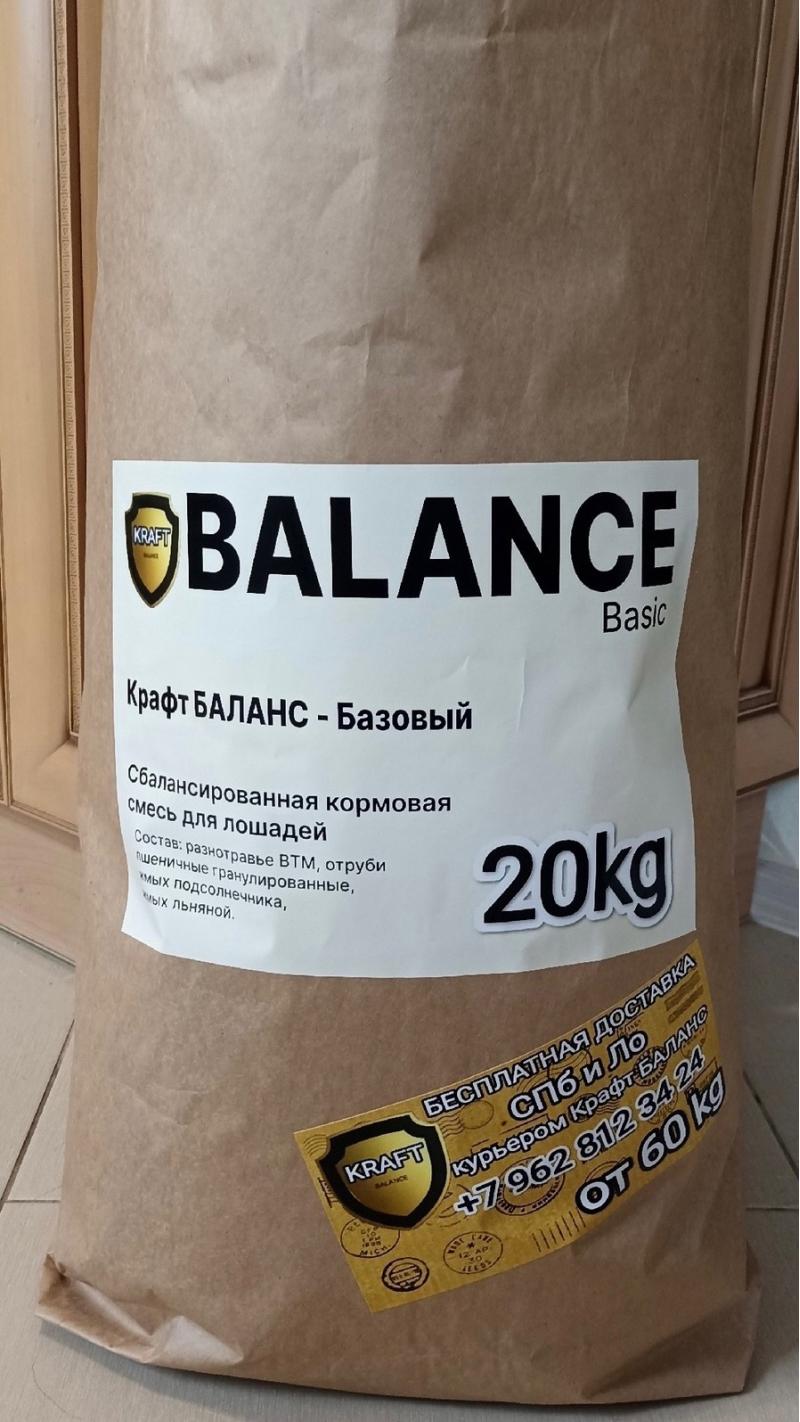 KRAFT
BALANCE
BALANCE
Basic
Крафт БАЛАНС - Базовый
Сбалансированная кормовая
смесь для лошадей
Состав: разнотравье ВТМ, отруби
пшеничные гранулированные,
жмых подсолнечника,
жмых льняной.
20kg
БЕСПЛАТНАЯ ДОСТАВКА
СПб и Ло
курьером Крафт БАЛАНС
+7 962 812 34 24
от 60 kg
KRAFT
BALANCE